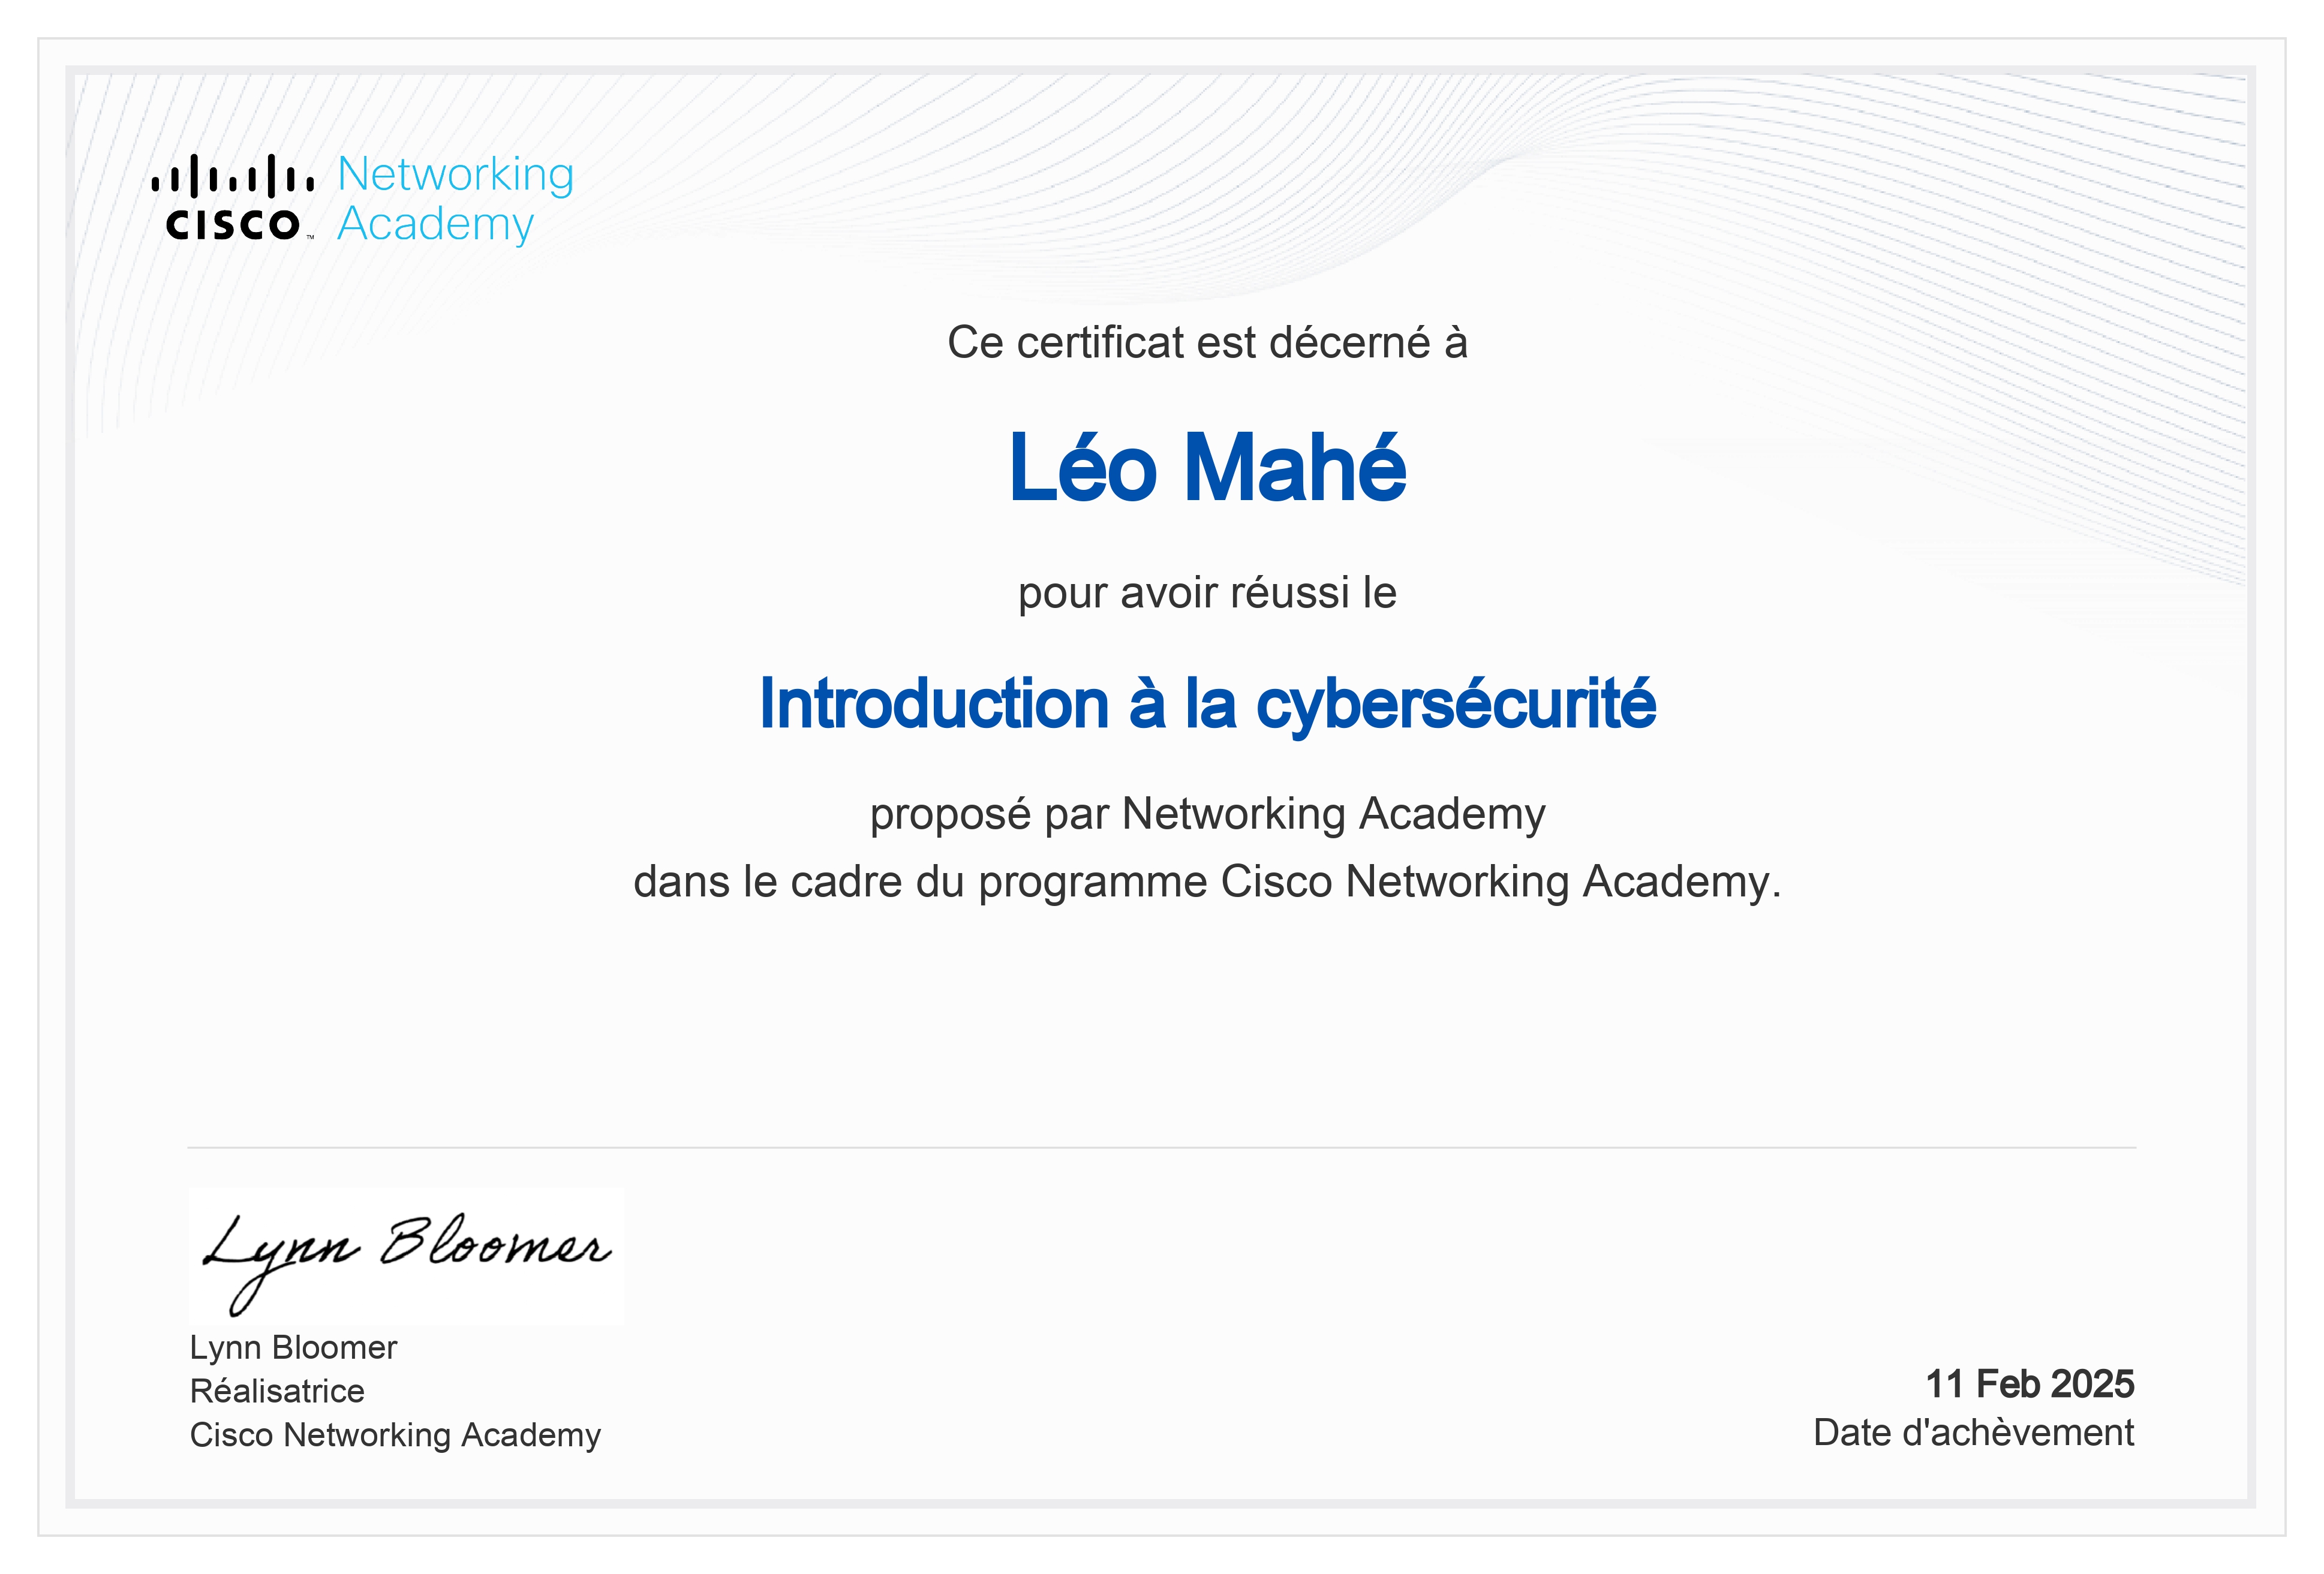 CISCO™ Networking
Academy
Ce certificat est décerné à
Léo Mahé
pour avoir réussi le
Introduction à la cybersécurité
proposé par Networking Academy
dans le cadre du programme Cisco Networking Academy.
Lynn Bloomer
Lynn Bloomer
Réalisatrice
Cisco Networking Academy
11 Feb 2025
Date d'achèvement